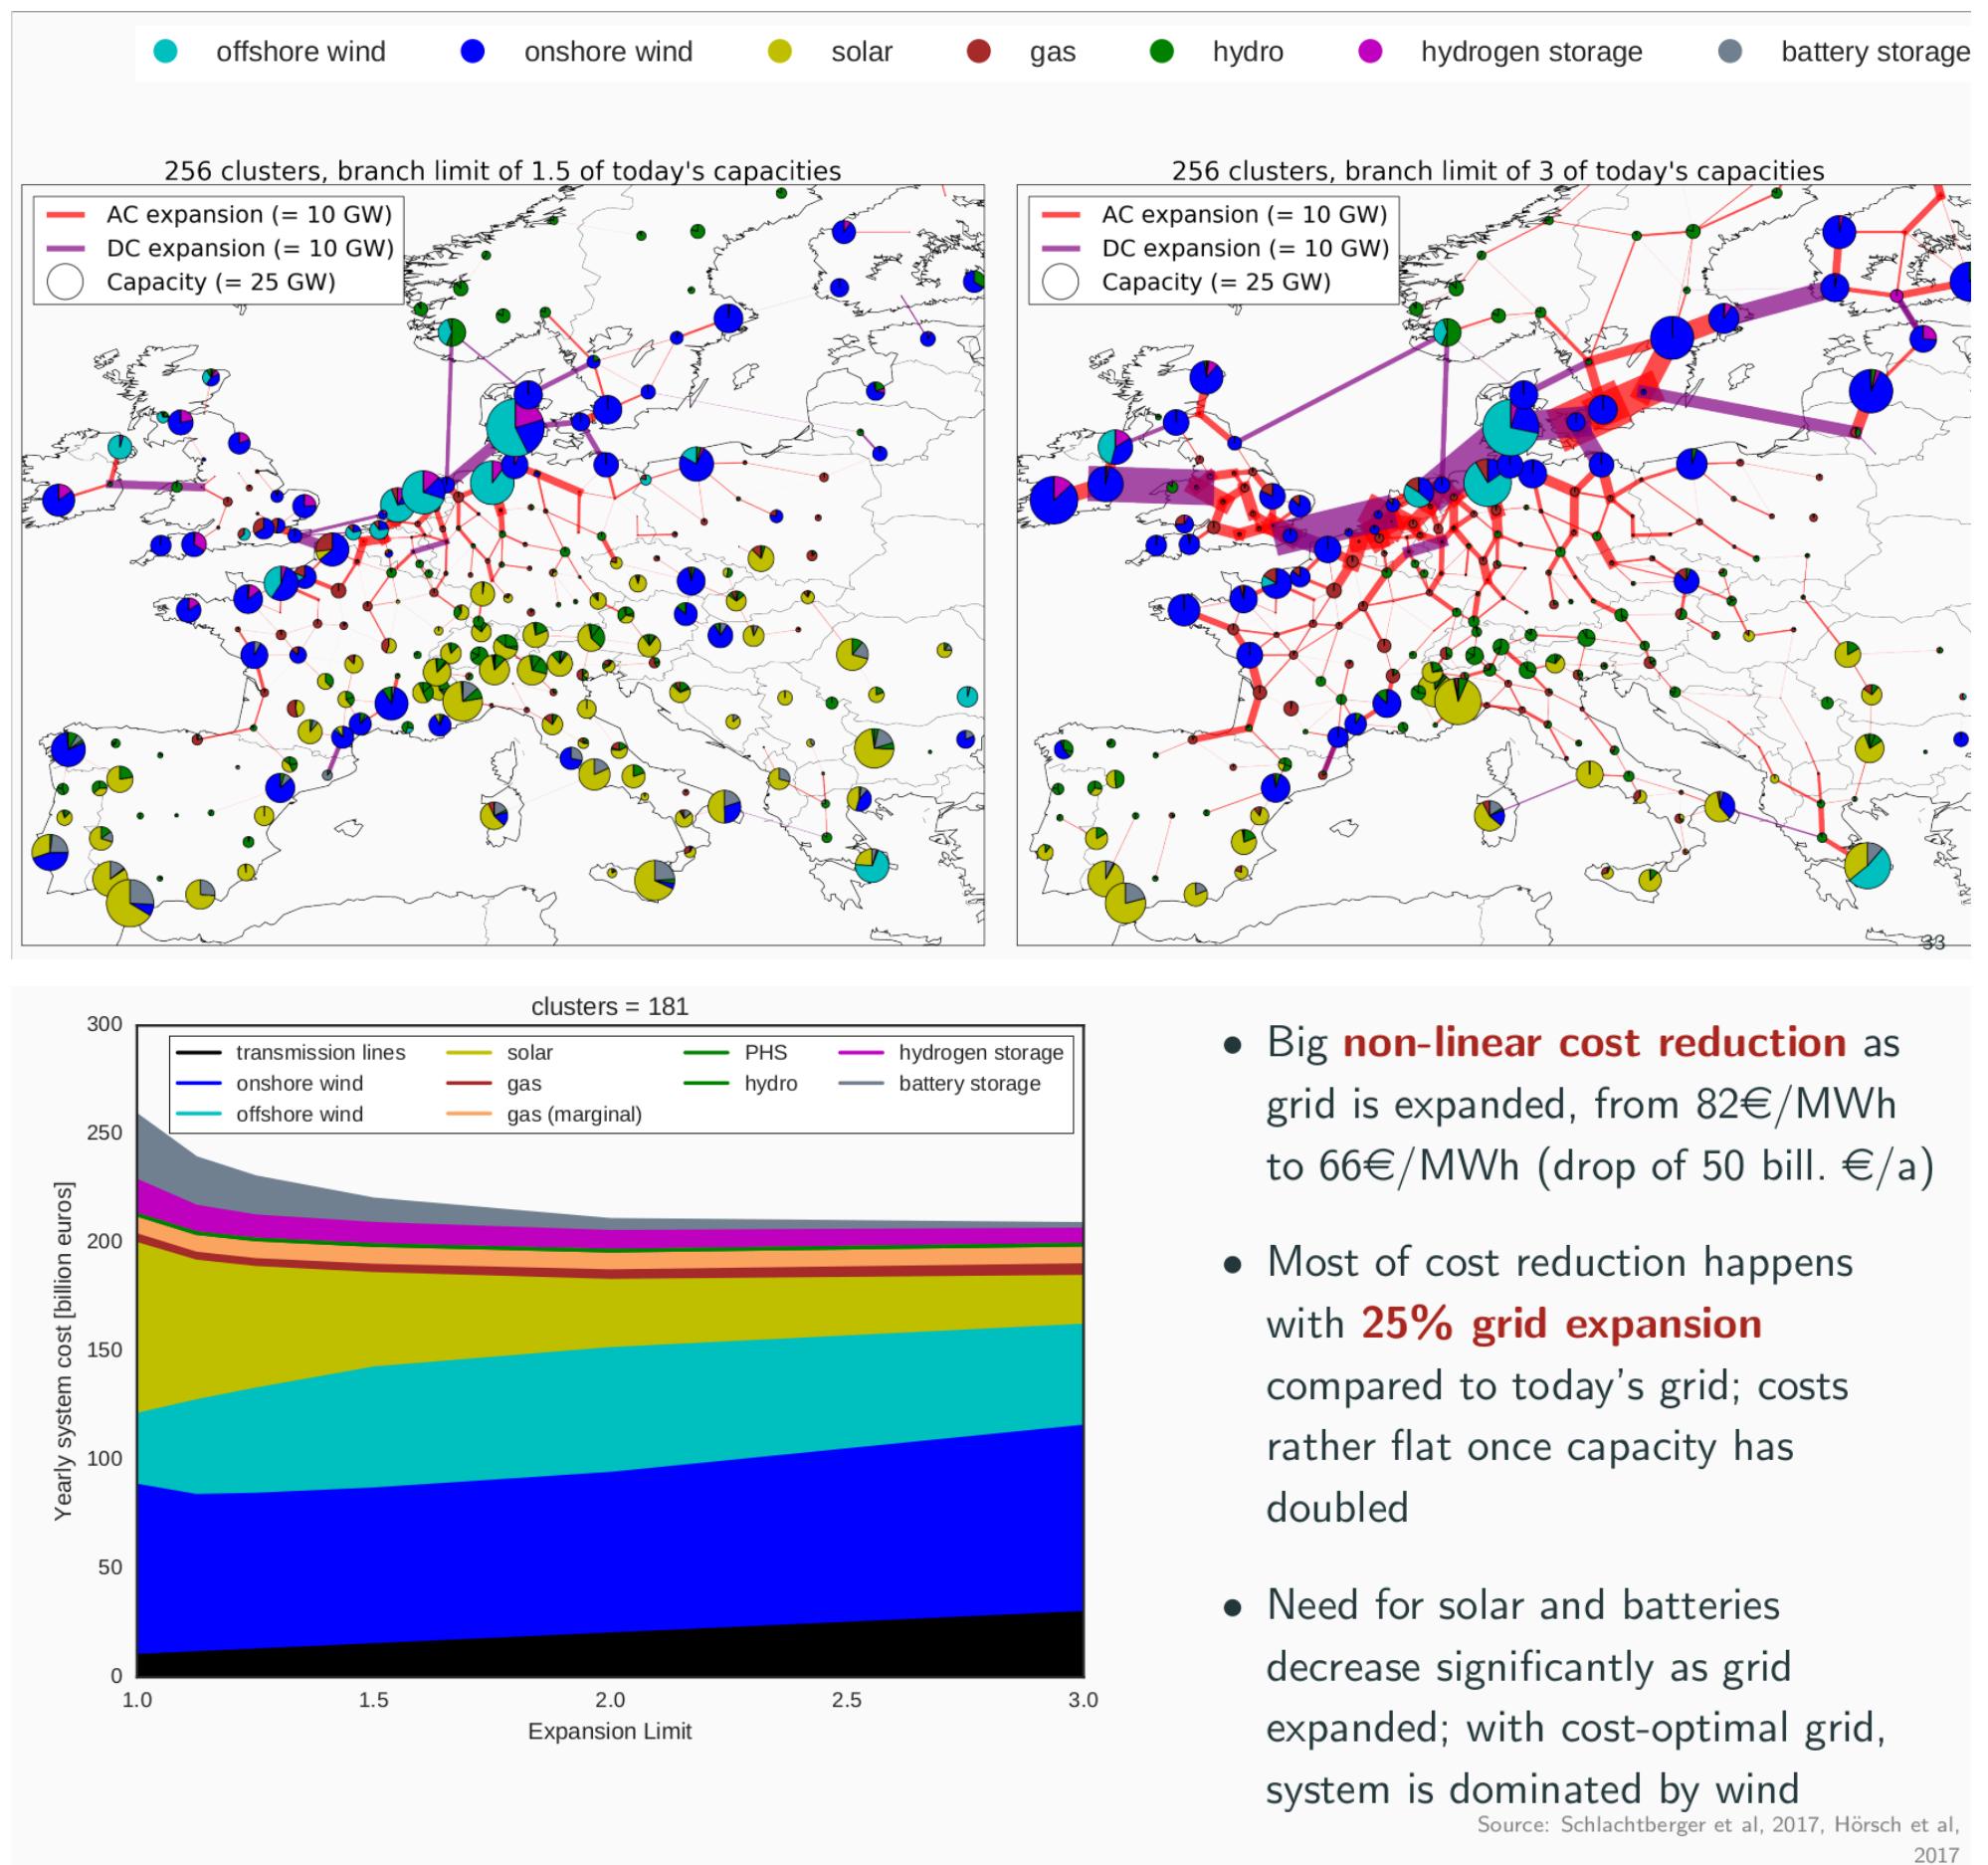 offshore wind onshore wind solar gas hydro hydrogen storage battery storage
256 clusters, branch limit of 1.5 of today's capacities
AC expansion (= 10 GW)
DC expansion (= 10 GW)
Capacity (= 25 GW)
256 clusters, branch limit of 3 of today's capacities
AC expansion (= 10 GW)
DC expansion (= 10 GW)
Capacity (= 25 GW)
33
clusters = 181
300
250
200
150
100
50
0
Yearly system cost [billion euros]
transmission lines solar PHS hydrogen storage
onshore wind gas hydro battery storage
offshore wind gas (marginal)
1.0 1.5 2.0 2.5 3.0
Expansion Limit
• Big non-linear cost reduction as
grid is expanded, from 82€/MWh
to 66€/MWh (drop of 50 bill. €/a)
• Most of cost reduction happens
with 25% grid expansion
compared to today's grid; costs
rather flat once capacity has
doubled
• Need for solar and batteries
decrease significantly as grid
expanded; with cost-optimal grid,
system is dominated by wind
Source: Schlachtberger et al, 2017, Hörsch et al,
2017